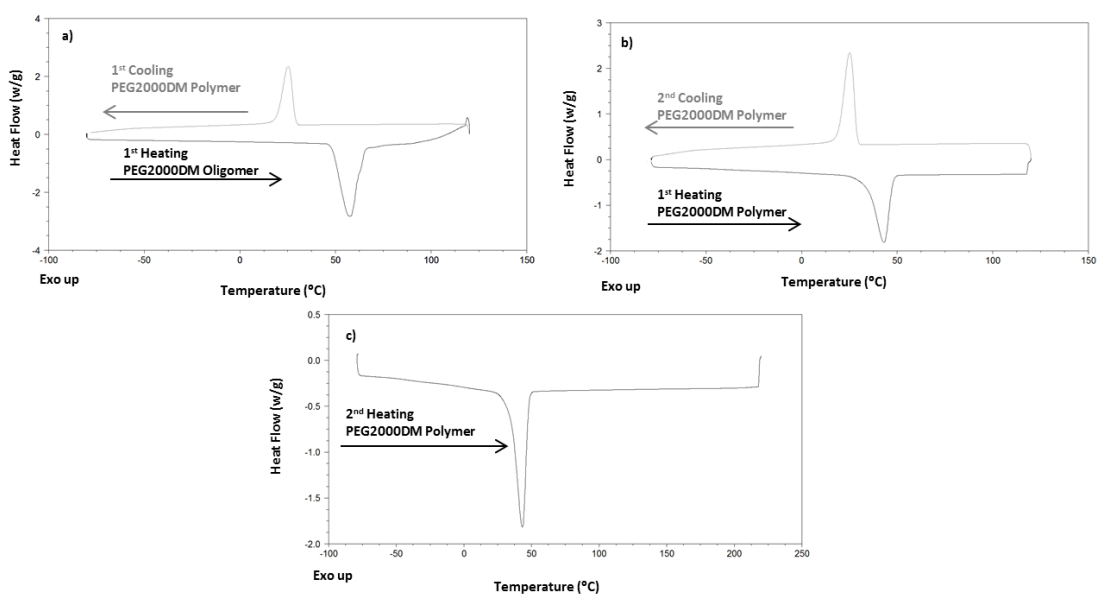 a)
4
2
0
-2
-4
1st Cooling
PEG2000DM Polymer
1st Heating
PEG2000DM Oligomer
-100 -50 0 50 100 150
Heat Flow (w/g)
Exo up
Temperature (°C)
b)
3
2
1
0
-1
-2
2nd Cooling
PEG2000DM Polymer
1st Heating
PEG2000DM Polymer
-100 -50 0 50 100 150
Heat Flow (w/g)
Exo up
Temperature (°C)
c)
0.5
0.0
-0.5
-1.0
-1.5
-2.0
2nd Heating
PEG2000DM Polymer
-100 -50 0 50 100 150 200 250
Heat Flow (w/g)
Exo up
Temperature (°C)